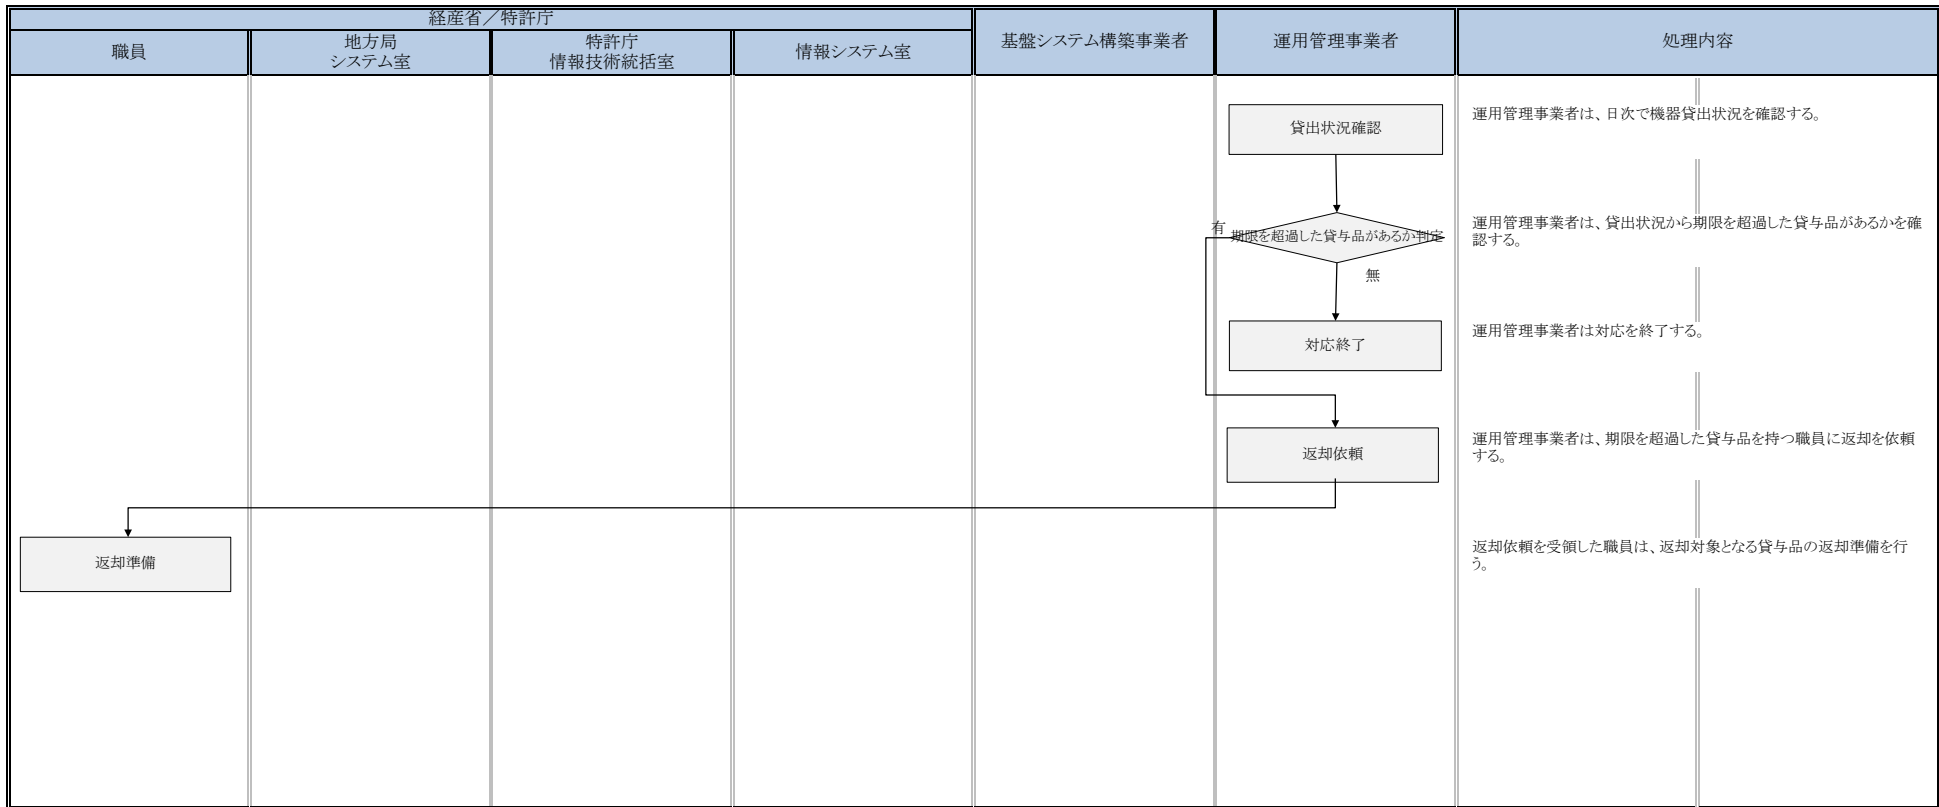 経産省／特許庁
職員
地方局
システム室
特許庁
情報技術統括室
情報システム室
基盤システム構築事業者
運用管理事業者
処理内容
貸出状況確認
運用管理事業者は、日次で機器貸出状況を確認する。
有
期限を超過した貸与品があるか判定
無
運用管理事業者は、貸出状況から期限を超過した貸与品があるかを確
認する。
対応終了
運用管理事業者は対応を終了する。
返却依頼
運用管理事業者は、期限を超過した貸与品を持つ職員に返却を依頼
する。
返却準備
返却依頼を受領した職員は、返却対象となる貸与品の返却準備を行
う。